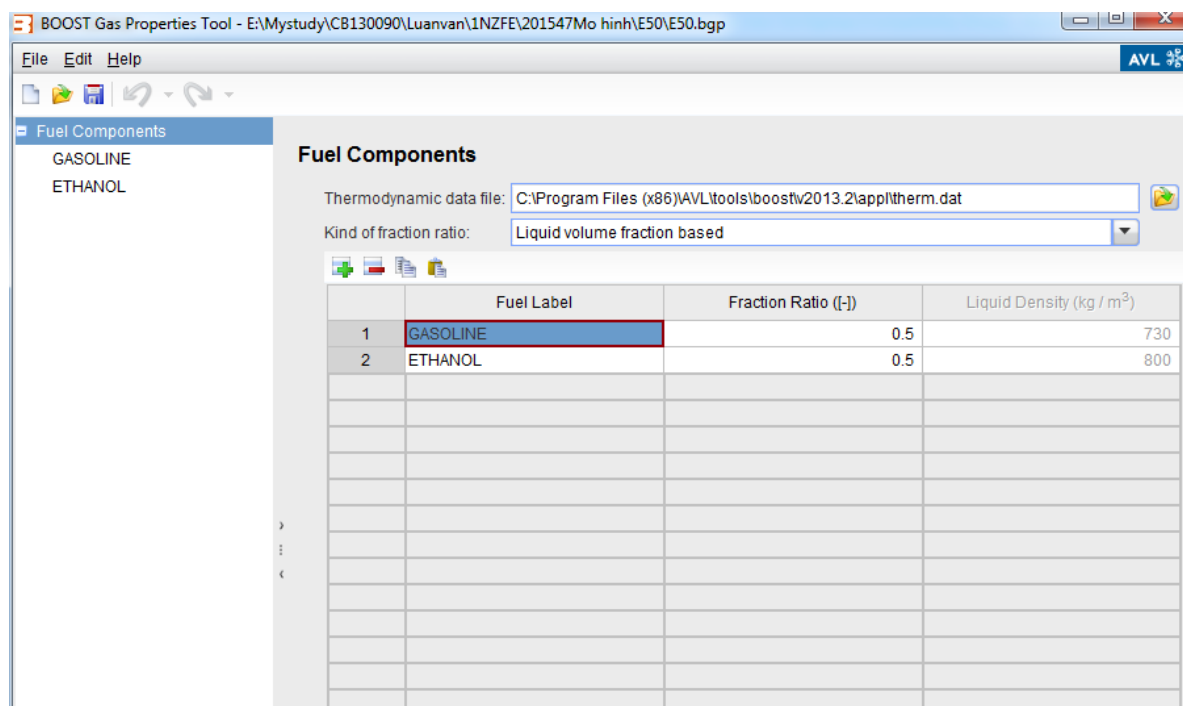 BOOST Gas Properties Tool - E:\Mystudy\CB130090\Luanvan\1NZFE\201547Mo hinh\E50\E50.bgp
File Edit Help
AVL
Fuel Components
GASOLINE
ETHANOL
Fuel Components
Thermodynamic data file: C:\Program Files (x86)\AVL\tools\boost\v2013.2\appl\therm.dat
Kind of fraction ratio: Liquid volume fraction based
Fuel Label Fraction Ratio ([-]) Liquid Density (kg / m³)
1 GASOLINE 0.5 730
2 ETHANOL 0.5 800